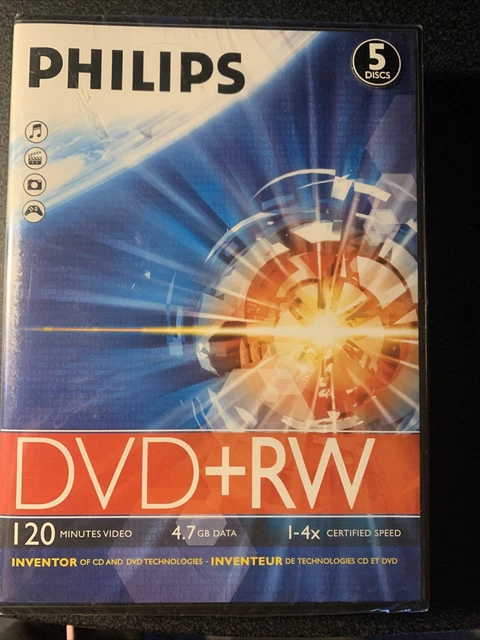 PHILIPS
5
DISCS
DVD+RW
120 MINUTES VIDEO 4.7 GB DATA 1-4x CERTIFIED SPEED
INVENTOR OF CD AND DVD TECHNOLOGIES - INVENTEUR DE TECHNOLOGIES CD ET DVD